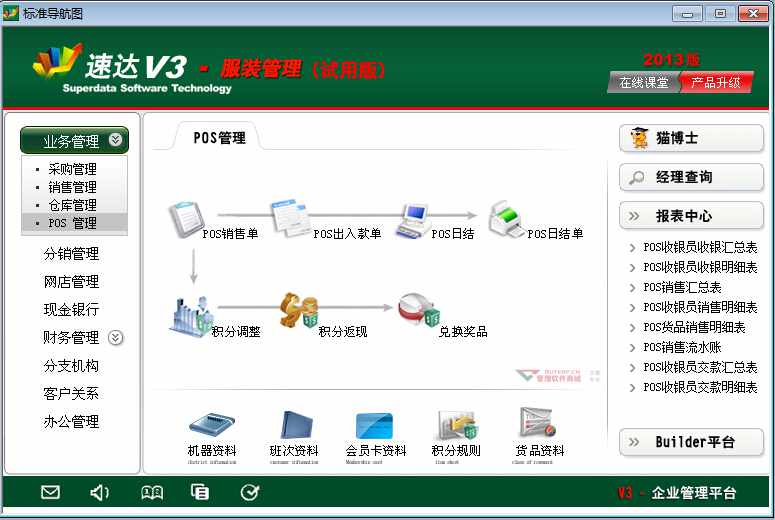 标准导航图
速达V3 - 服装管理（试用版）
Superdata Software Technology
2013版
在线课堂 产品升级
业务管理
采购管理
销售管理
仓库管理
POS 管理
分销管理
网店管理
现金银行
财务管理
分支机构
客户关系
办公管理
POS管理
POS销售单 POS出入款单 POS日结 POS日结单
积分调整 积分返现 兑换奖品
管理软件商城
机器资料 班次资料 会员卡资料 积分规则 货品资料
猫博士
经理查询
报表中心
POS收银员收银汇总表
POS收银员收银明细表
POS销售汇总表
POS收银员销售明细表
POS货品销售明细表
POS销售流水账
POS收银员交款汇总表
POS收银员交款明细表
Builder平台
V3 - 企业管理平台